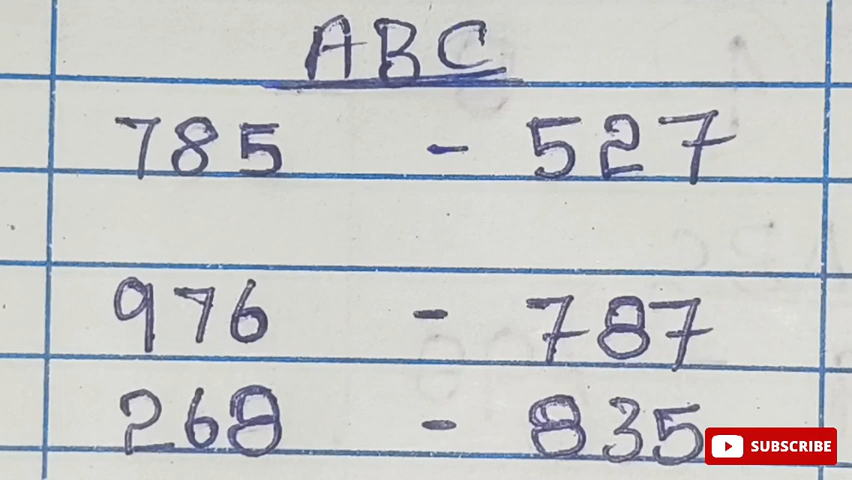 ABC
785 - 527
976 - 787
268 - 835
SUBSCRIBE